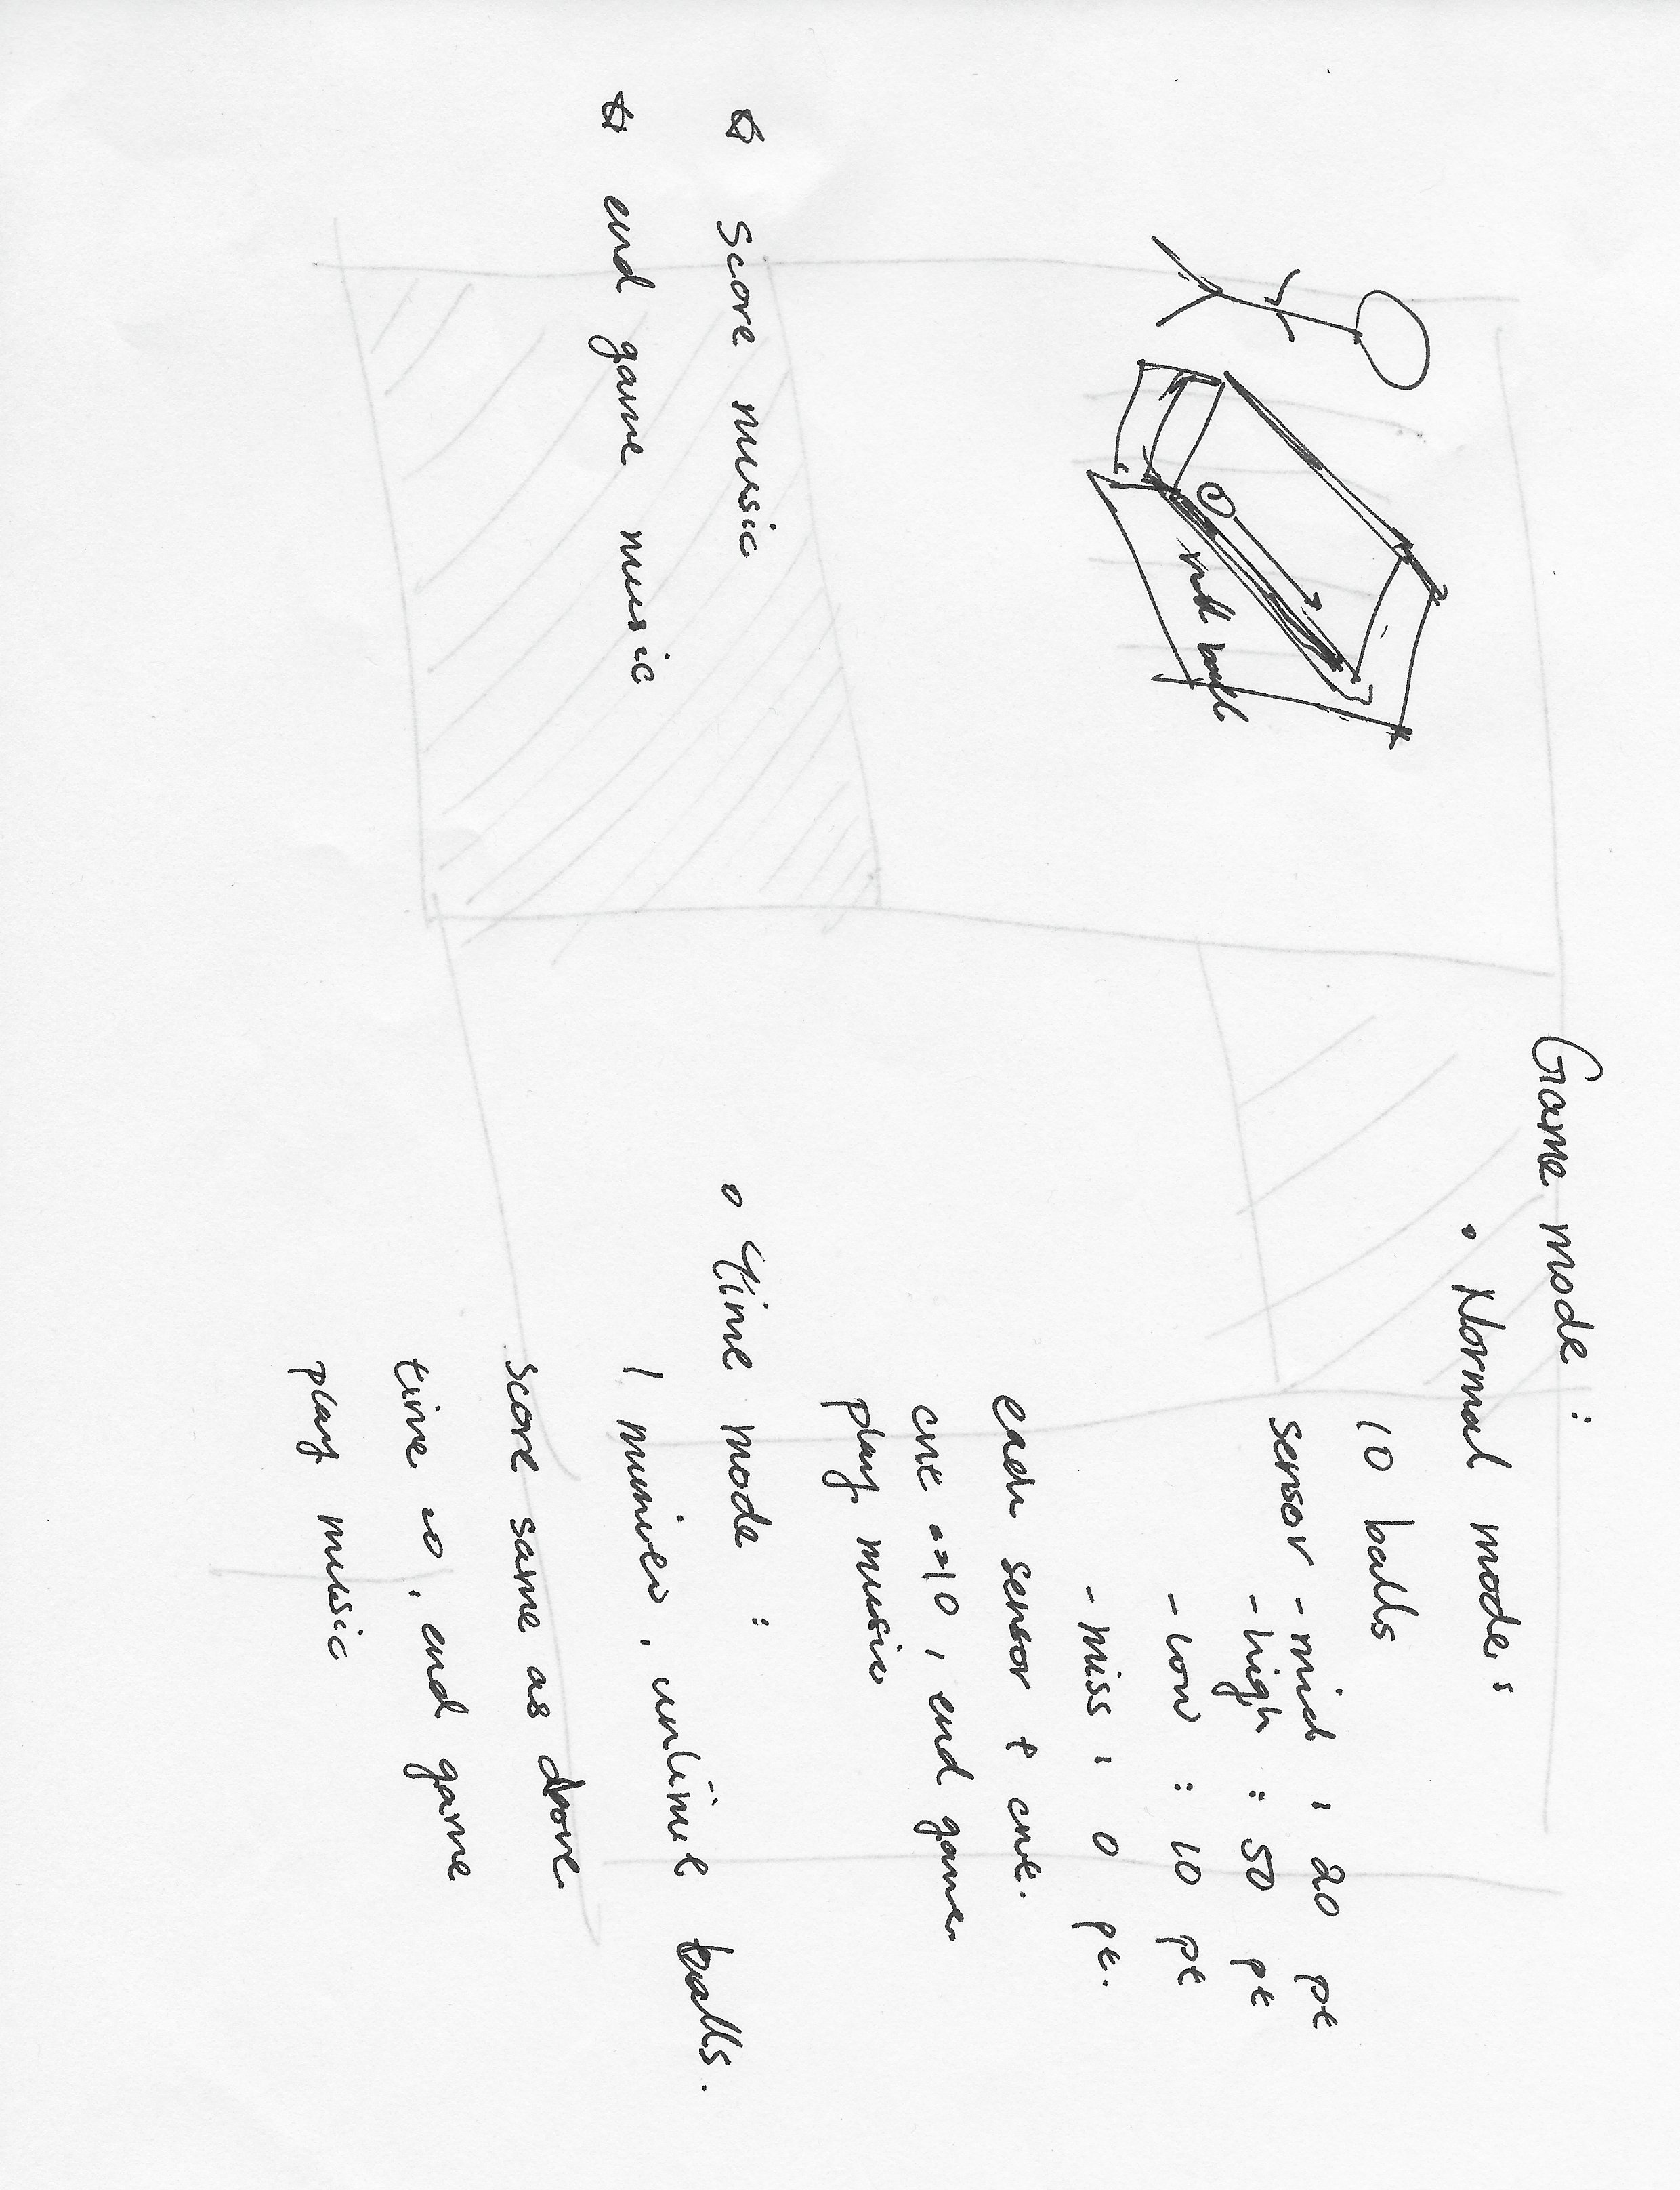 Game mode :
• Normal mode :
10 balls
sensor - mid : 20 pt
- high : 50 pt
- low : 10 pt
- miss : 0 pt.
each sensor + cnt.
cnt ==10 , end game
play music
• Time mode :
1 , unlimit balls.
score same as above
time =0 , end game
play music
roll ball
☆ score music
☆ end game music